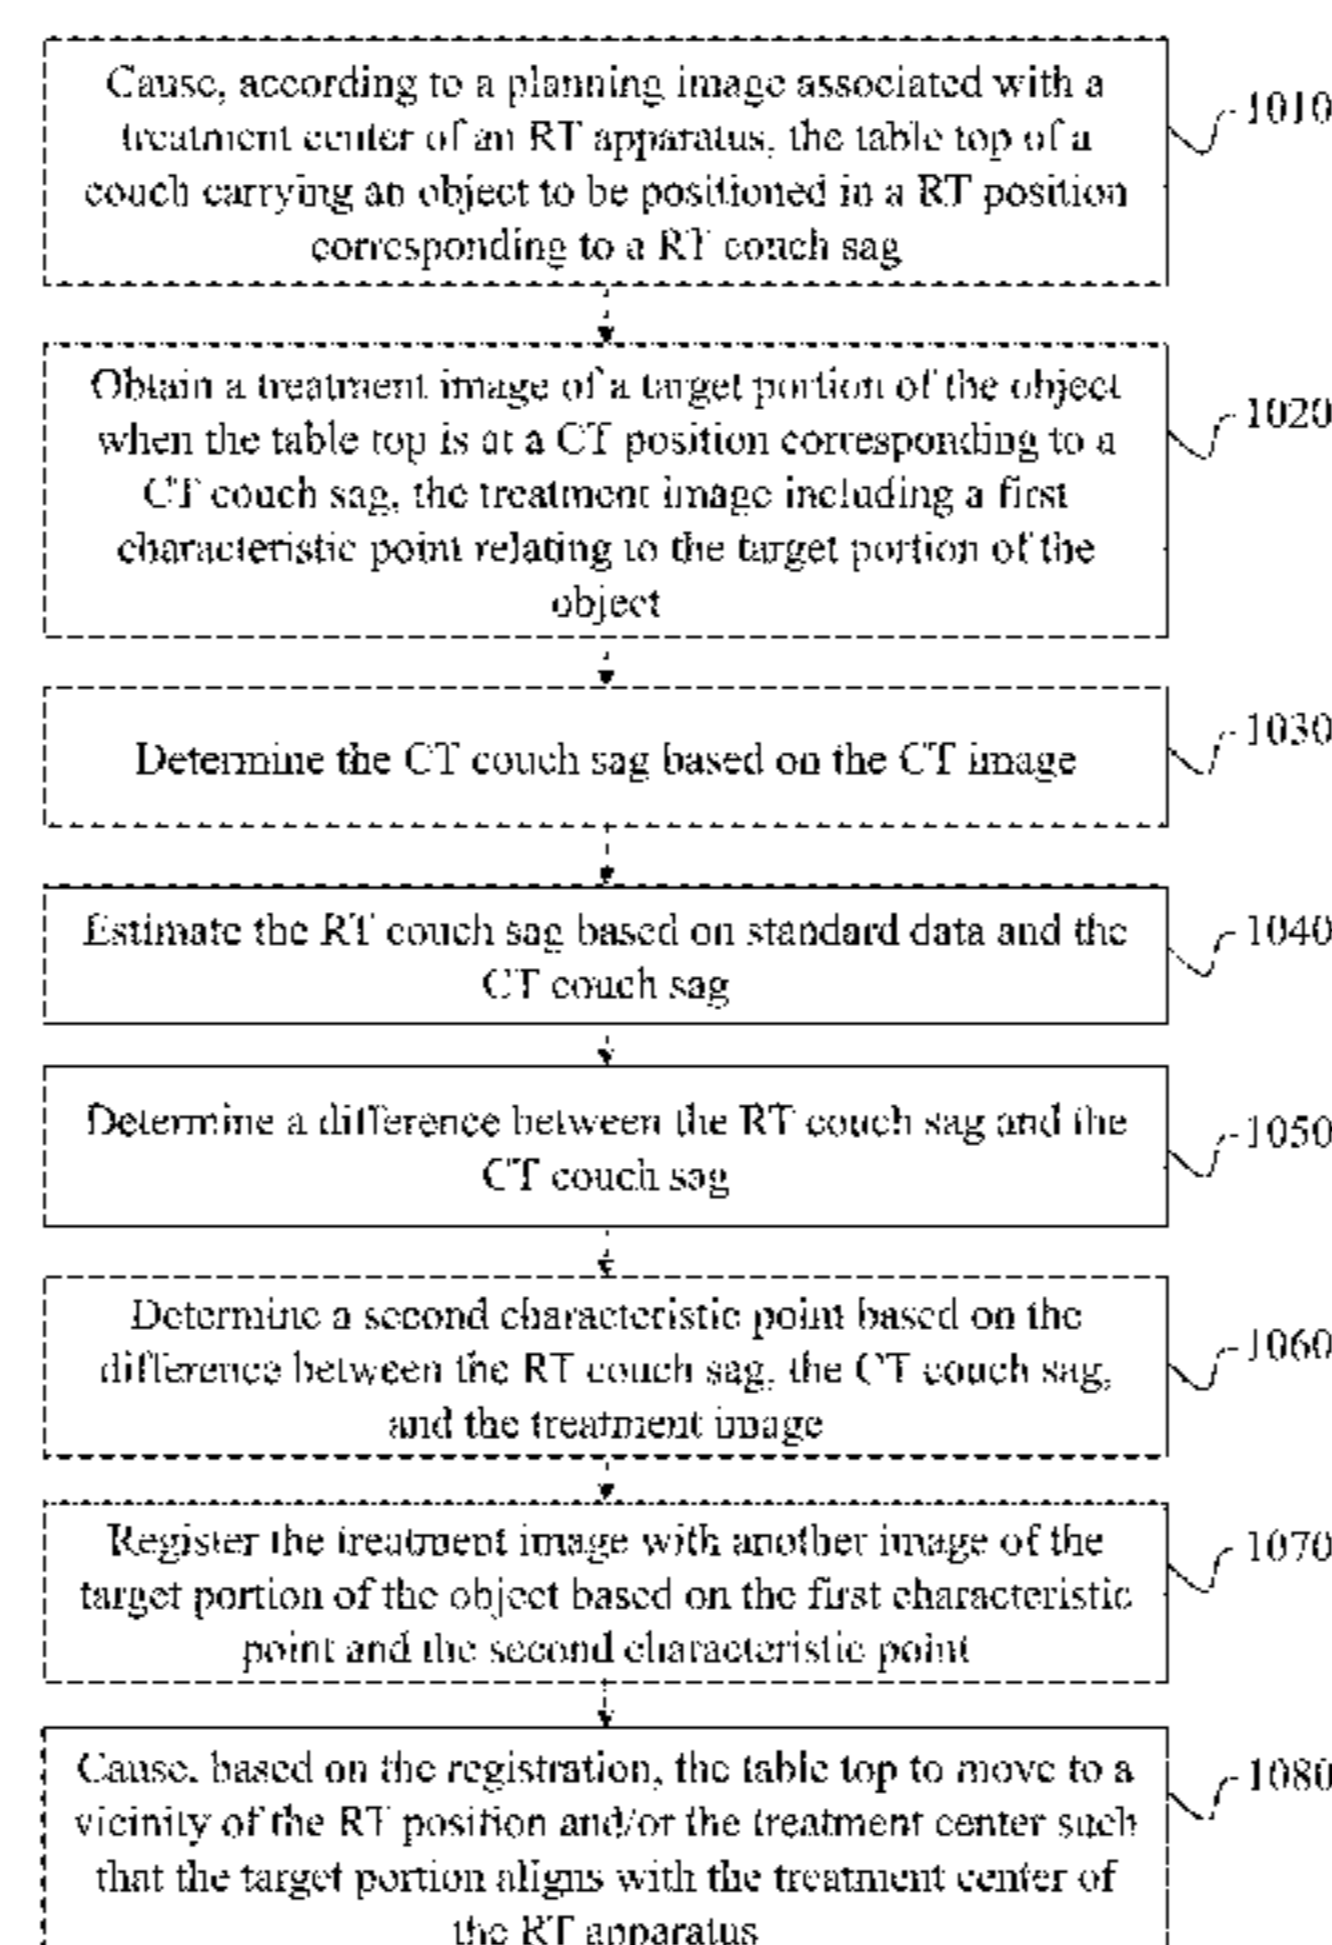 Cause, according to a planning image associated with a
treatment center of an RT apparatus, the table top of a
couch carrying an object to be positioned in a RT position
corresponding to a RT couch sag
1010
Obtain a treatment image of a target portion of the object
when the table top is at a CT position corresponding to a
CT couch sag, the treatment image including a first
characteristic point relating to the target portion of the
object
1020
Determine the CT couch sag based on the CT image
1030
Estimate the RT couch sag based on standard data and the
CT couch sag
1040
Determine a difference between the RT couch sag and the
CT couch sag
1050
Determine a second characteristic point based on the
difference between the RT couch sag, the CT couch sag,
and the treatment image
1060
Register the treatment image with another image of the
target portion of the object based on the first characteristic
point and the second characteristic point
1070
Cause, based on the registration, the table top to move to a
vicinity of the RT position and/or the treatment center such
that the target portion aligns with the treatment center of
the RT apparatus
1080